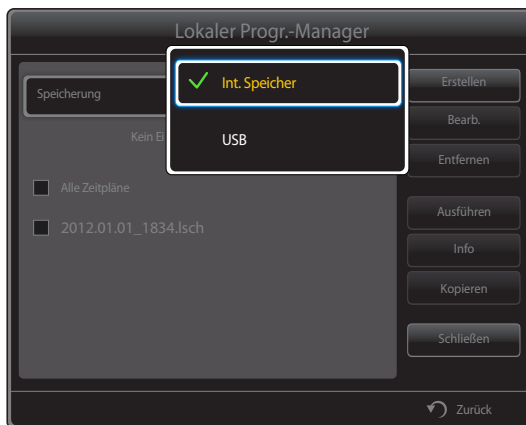 Lokaler Progr.-Manager
Speicherung
Int. Speicher
USB
Kein Ei
Alle Zeitpläne
2012.01.01_1834.lsch
Erstellen
Bearb.
Entfernen
Ausführen
Info
Kopieren
Schließen
Zurück